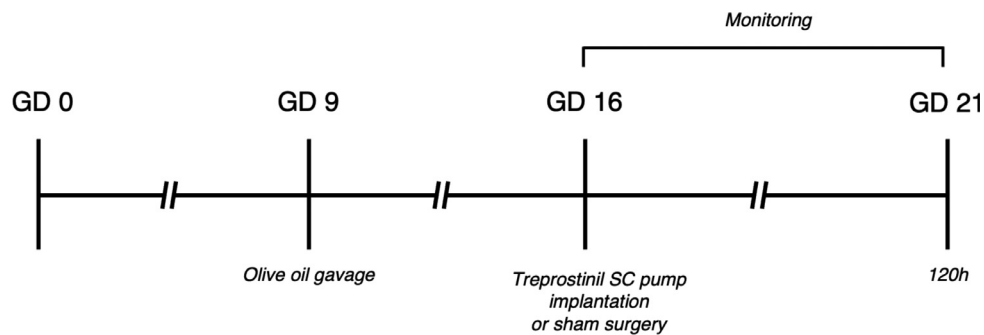 Monitoring
GD 0
GD 9
GD 16
GD 21
Olive oil gavage
Treprostinil SC pump
implantation
or sham surgery
120h